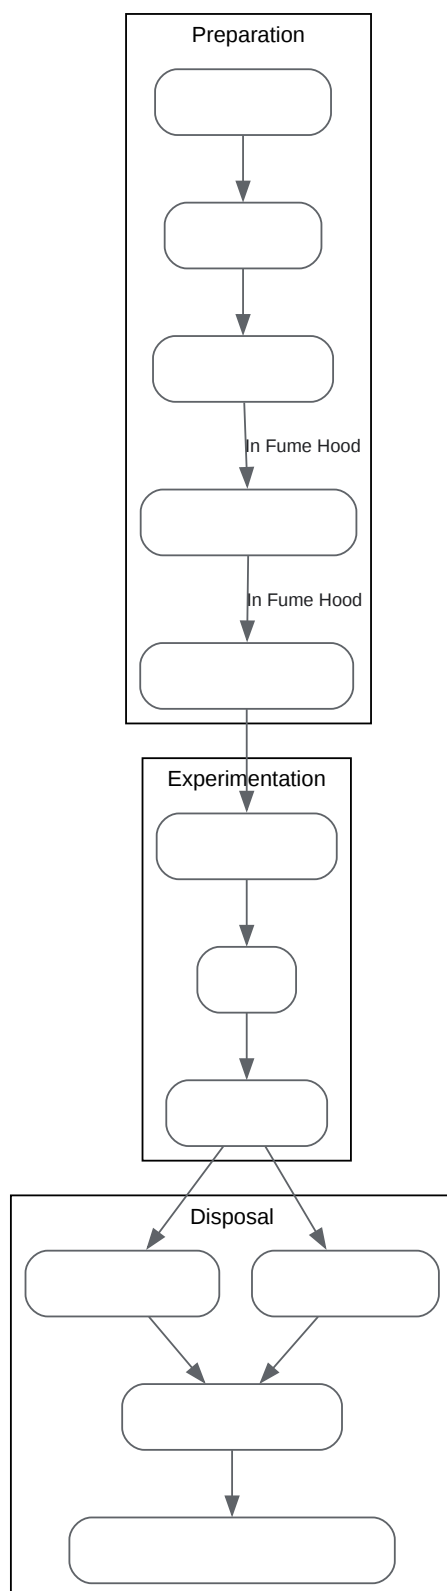 Preparation
In Fume Hood
In Fume Hood
Experimentation
Disposal